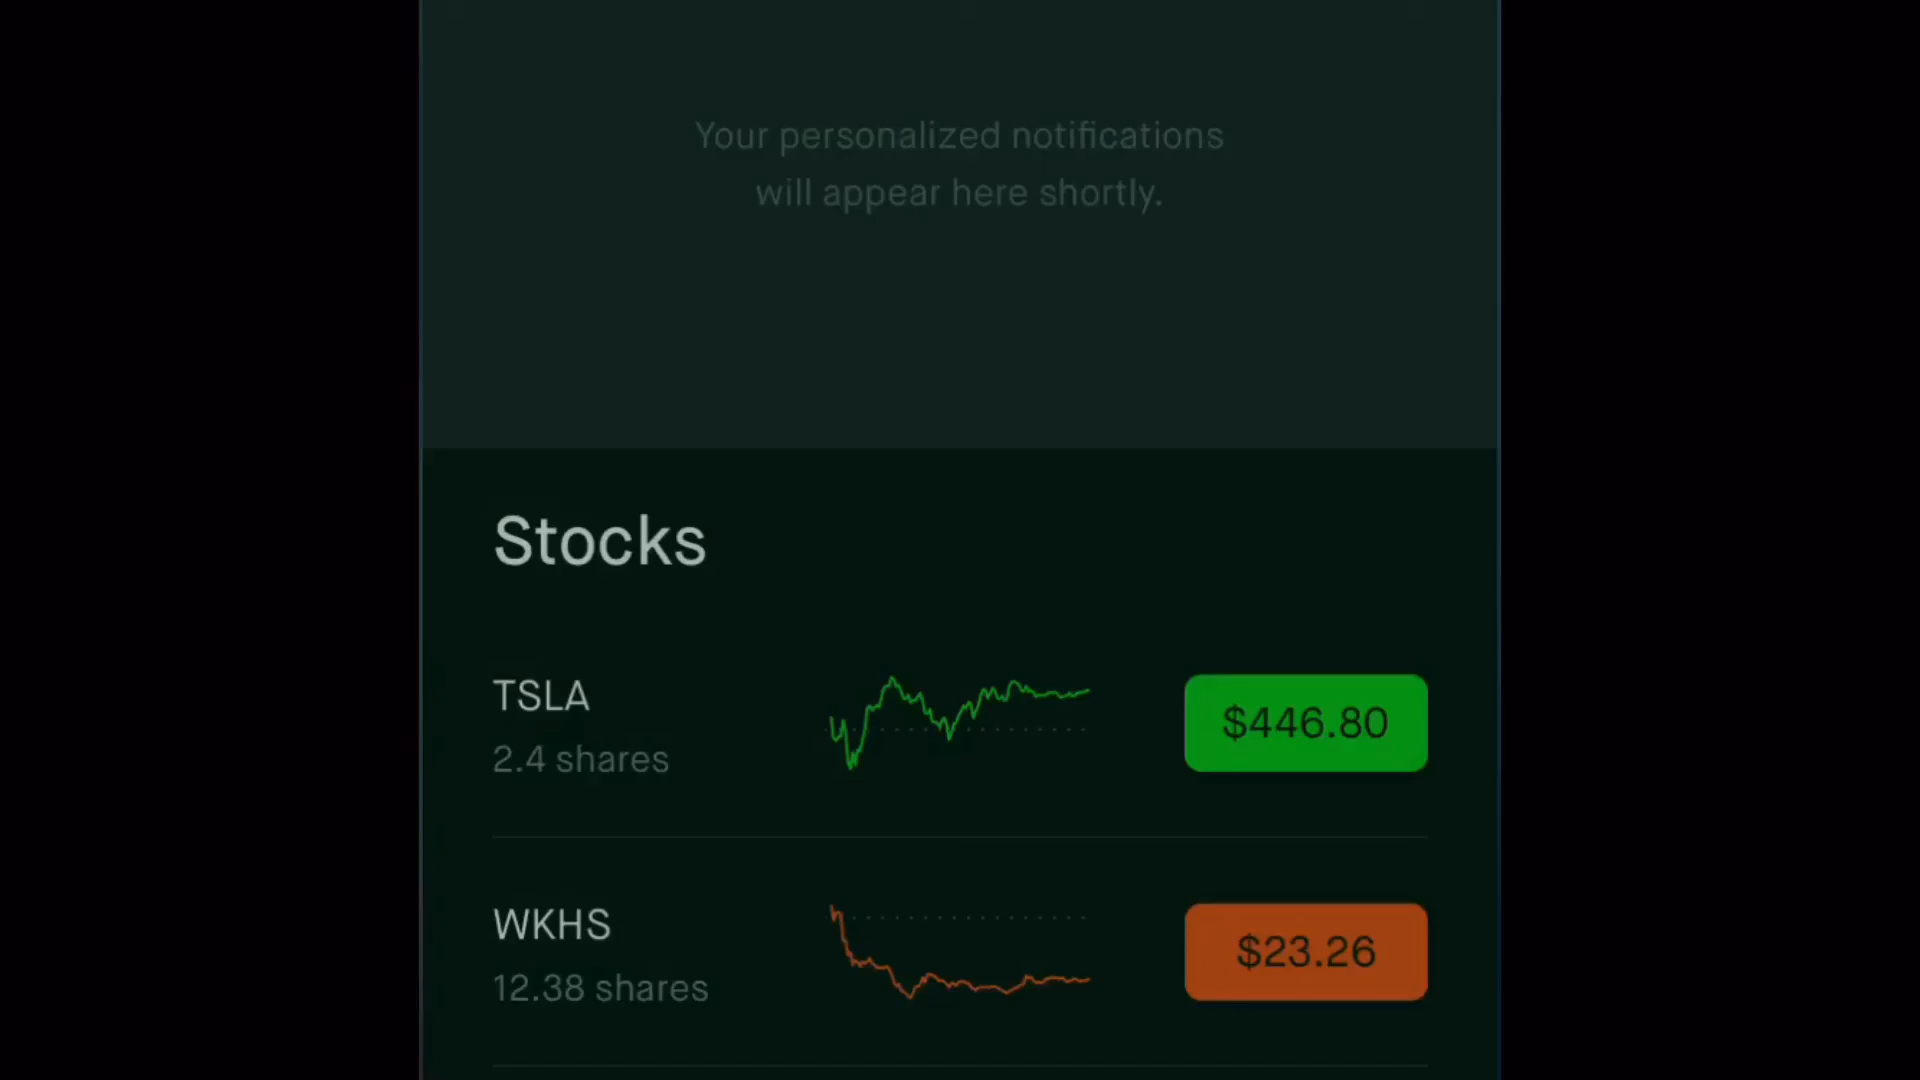 Your personalized notifications
will appear here shortly.
Stocks
TSLA
2.4 shares
$446.80
WKHS
12.38 shares
$23.26